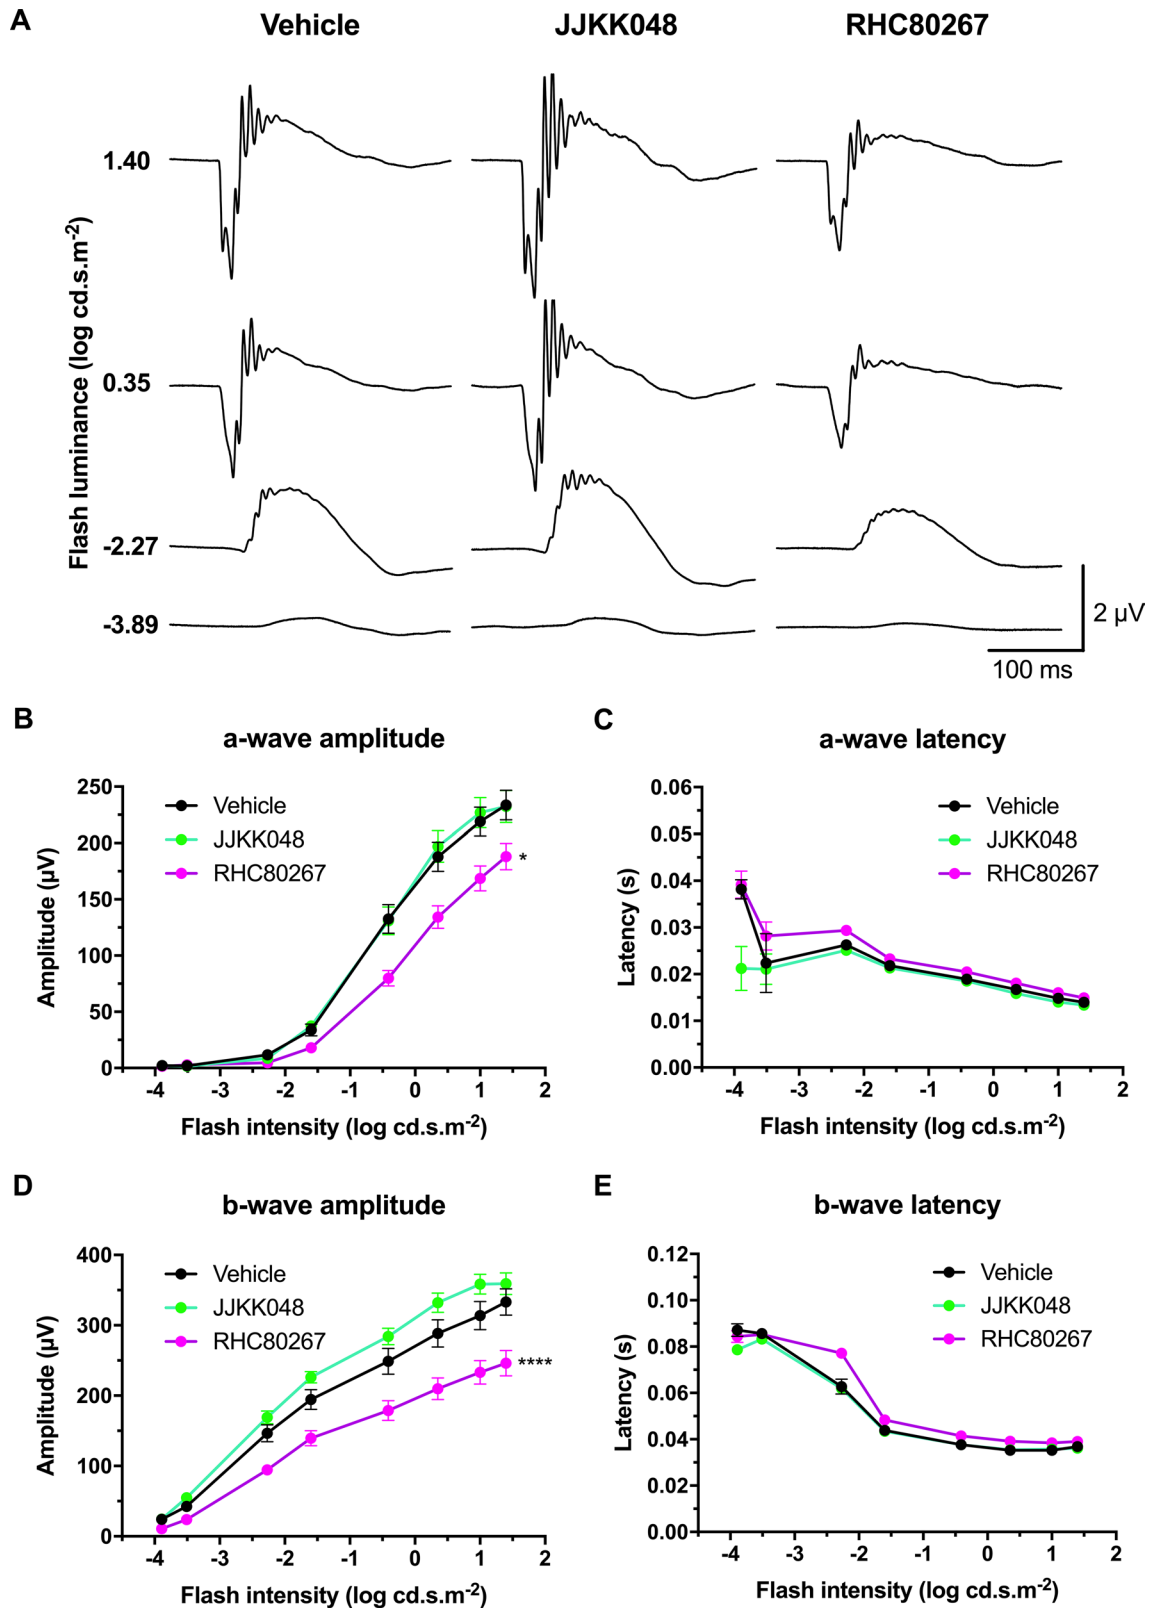 A
Vehicle JJKK048 RHC80267
Flash luminance (log cd.s.m-2)
1.40
0.35
-2.27
-3.89
2 µV
100 ms
B
a-wave amplitude
Amplitude (µV)
250
200
150
100
50
0
Vehicle
JJKK048
RHC80267
*
-4 -3 -2 -1 0 1 2
Flash intensity (log cd.s.m-2)
C
a-wave latency
Latency (s)
0.06
0.05
0.04
0.03
0.02
0.01
0.00
Vehicle
JJKK048
RHC80267
-4 -3 -2 -1 0 1 2
Flash intensity (log cd.s.m-2)
D
b-wave amplitude
Amplitude (µV)
400
300
200
100
0
Vehicle
JJKK048
RHC80267
****
-4 -3 -2 -1 0 1 2
Flash intensity (log cd.s.m-2)
E
b-wave latency
Latency (s)
0.12
0.10
0.08
0.06
0.04
0.02
0.00
Vehicle
JJKK048
RHC80267
-4 -3 -2 -1 0 1 2
Flash intensity (log cd.s.m-2)